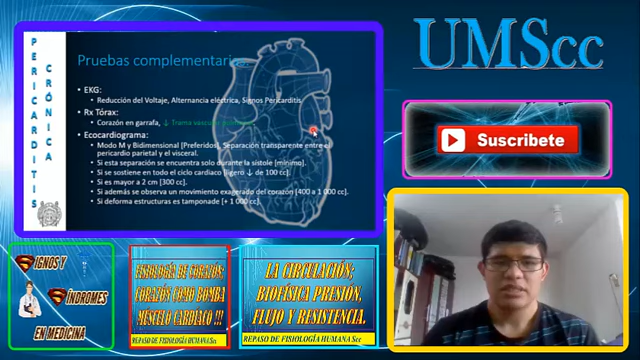 UMScc
PERICARDITIS
CRÓNICA
Pruebas complementarias:
• EKG:
• Reducción del Voltaje, Alternancia eléctrica, Signos Pericarditis
• Rx Tórax:
• Corazón en garrafa, ↓ Trama vascular pulmonar
• Ecocardiograma:
• Modo M y Bidimensional [Preferidos], Separación transparente entre el
pericardio parietal y el visceral.
• Si esta separación se encuentra solo durante la sístole [mínimo].
• Si se sostiene en todo el ciclo cardiaco [ligero ↓ de 100 cc].
• Si es mayor a 2 cm [300 cc].
• Si además se observa un movimiento exagerado del corazón [400 a 1 000 cc].
• Si deforma estructuras es tamponade [+ 1 000 cc].
Suscribete
SIGNOS Y
SÍNDROMES
EN MEDICINA
FISIOLOGÍA DE CORAZÓN;
CORAZÓN COMO BOMBA
MÚSCULO CARDIACO !!!
REPASO DE FISIOLOGÍA HUMANA Scc
LA CIRCULACIÓN;
BIOFÍSICA PRESIÓN,
FLUJO Y RESISTENCIA.
REPASO DE FISIOLOGÍA HUMANA Scc